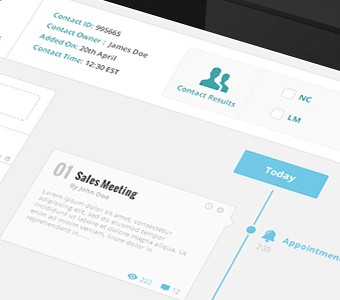 Contact ID: 995665
Contact Owner : James Doe
Added On: 20th April
Contact Time: 12:30 EST
Contact Results
NC
LM
Today
01 Sales Meeting
By John Doe
Lorem ipsum dolor sit amet, consectetur
adipisicing elit, sed do eiusmod tempor
incididunt ut labore et dolore magna aliqua. Ut
enim ad minim veniam, iilure dolor in
reprehenderit in......
222 12
Appointmen
2:30